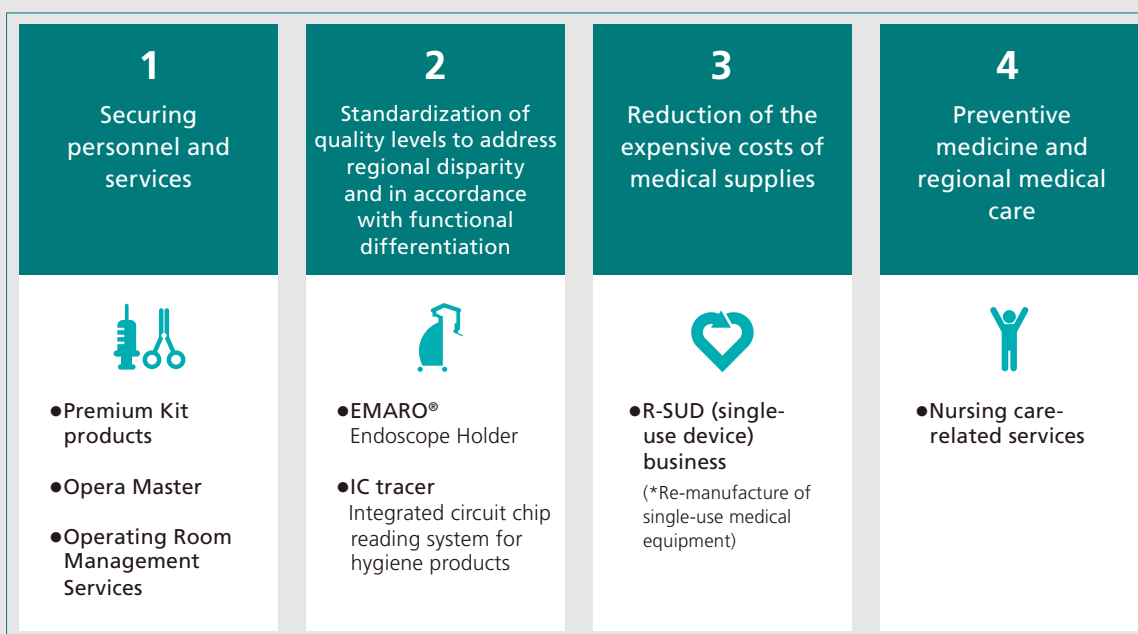 1
Securing
personnel and
services
●Premium Kit
products
●Opera Master
●Operating Room
Management
Services
2
Standardization of
quality levels to address
regional disparity
and in accordance
with functional
differentiation
●EMARO®
Endoscope Holder
●IC tracer
Integrated circuit chip
reading system for
hygiene products
3
Reduction of the
expensive costs of
medical supplies
●R-SUD (single-
use device)
business
(*Re-manufacture of
single-use medical
equipment)
4
Preventive
medicine and
regional medical
care
●Nursing care-
related services